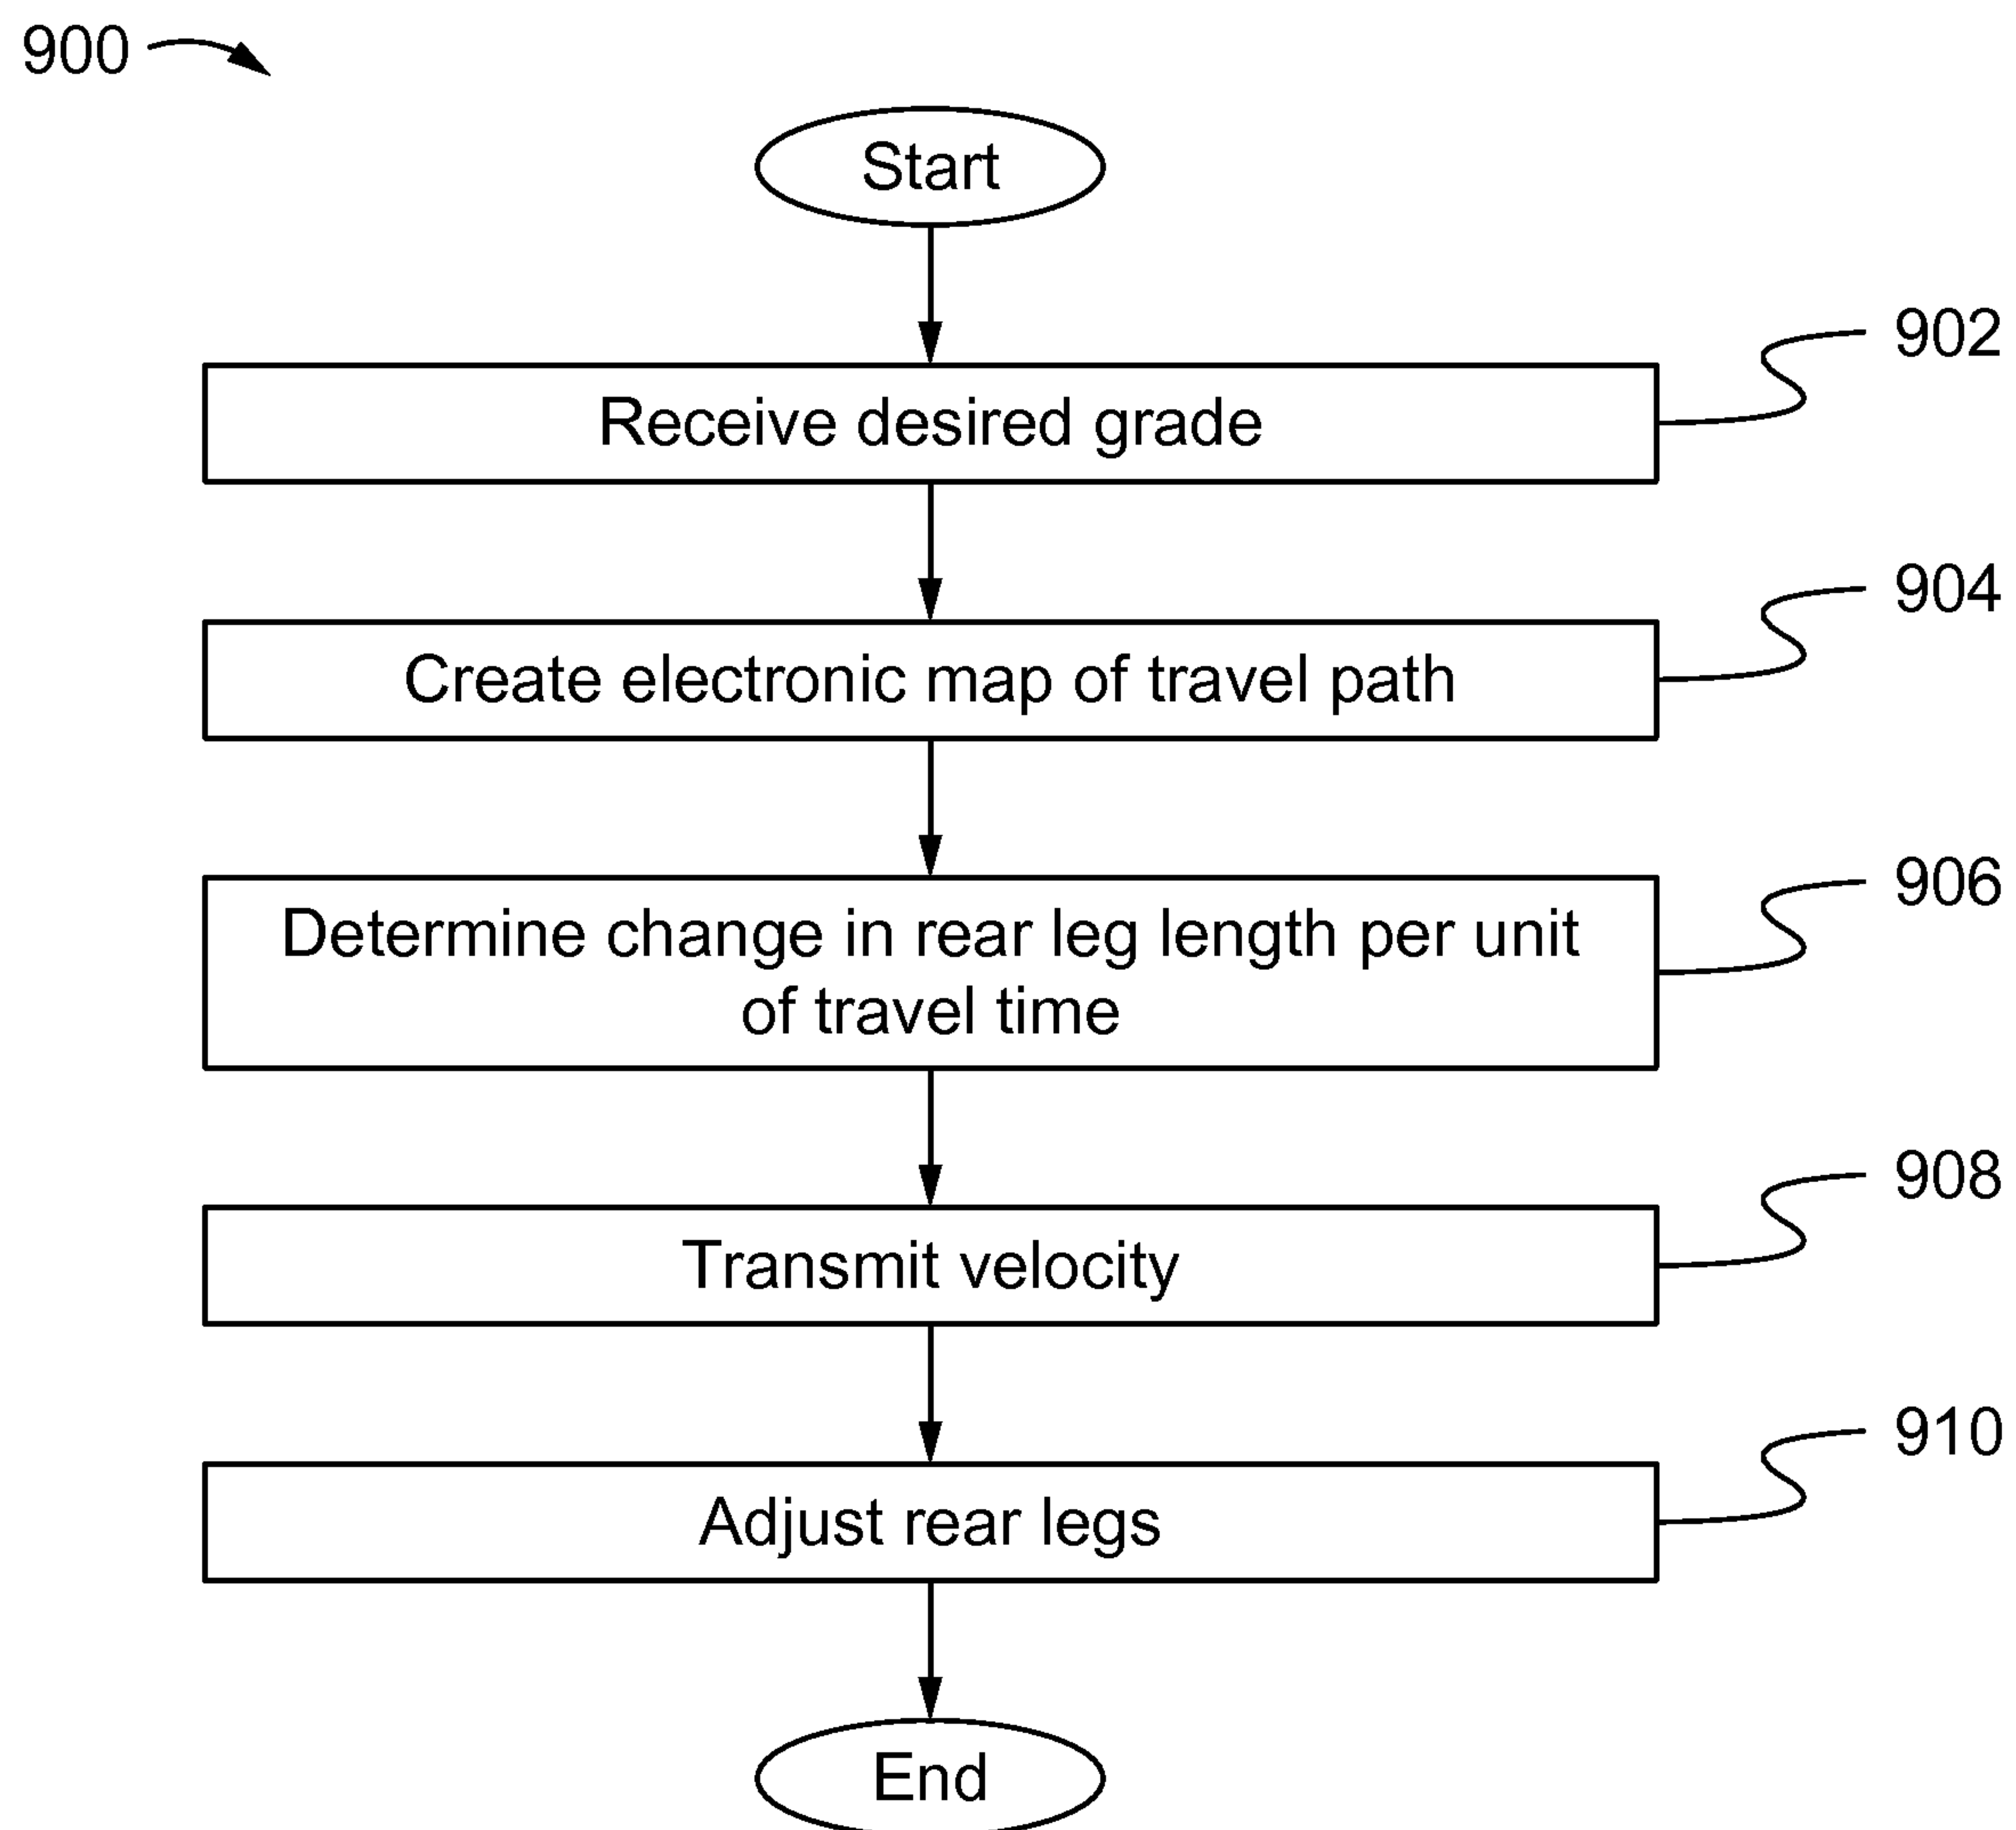 900
Start
902
Receive desired grade
904
Create electronic map of travel path
906
Determine change in rear leg length per unit
of travel time
908
Transmit velocity
910
Adjust rear legs
End